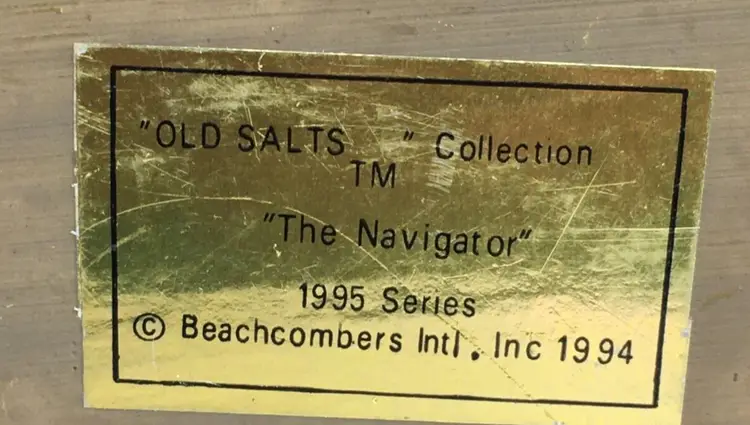 "OLD SALTS " Collection
TM
"The Navigator"
1995 Series
© Beachcombers Intl. Inc 1994